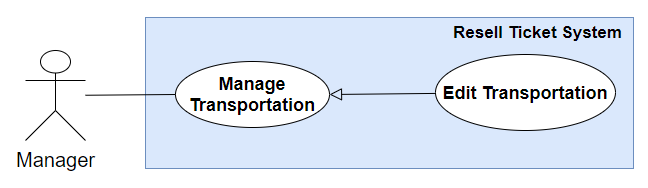 Resell Ticket System
Manage
Transportation
Edit Transportation
Manager